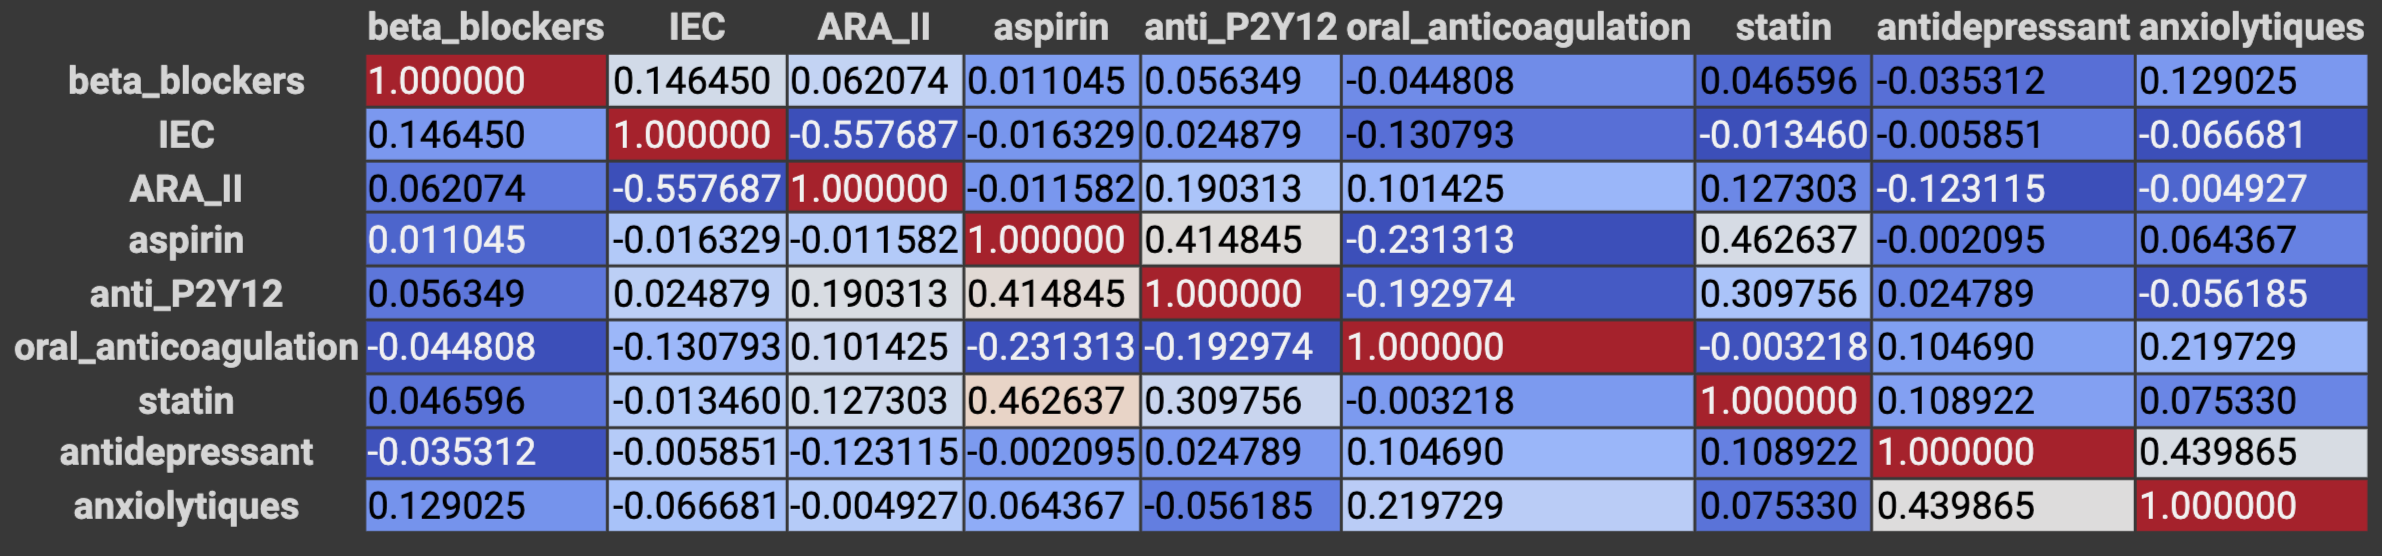 beta_blockers IEC ARA_II aspirin anti_P2Y12 oral_anticoagulation statin antidepressant anxiolytiques
beta_blockers 1.000000 0.146450 0.062074 0.011045 0.056349 -0.044808 0.046596 -0.035312 0.129025
IEC 0.146450 1.000000 -0.557687 -0.016329 0.024879 -0.130793 -0.013460 -0.005851 -0.066681
ARA_II 0.062074 -0.557687 1.000000 -0.011582 0.190313 0.101425 0.127303 -0.123115 -0.004927
aspirin 0.011045 -0.016329 -0.011582 1.000000 0.414845 -0.231313 0.462637 -0.002095 0.064367
anti_P2Y12 0.056349 0.024879 0.190313 0.414845 1.000000 -0.192974 0.309756 0.024789 -0.056185
oral_anticoagulation -0.044808 -0.130793 0.101425 -0.231313 -0.192974 1.000000 -0.003218 0.104690 0.219729
statin 0.046596 -0.013460 0.127303 0.462637 0.309756 -0.003218 1.000000 0.108922 0.075330
antidepressant -0.035312 -0.005851 -0.123115 -0.002095 0.024789 0.104690 0.108922 1.000000 0.439865
anxiolytiques 0.129025 -0.066681 -0.004927 0.064367 -0.056185 0.219729 0.075330 0.439865 1.000000